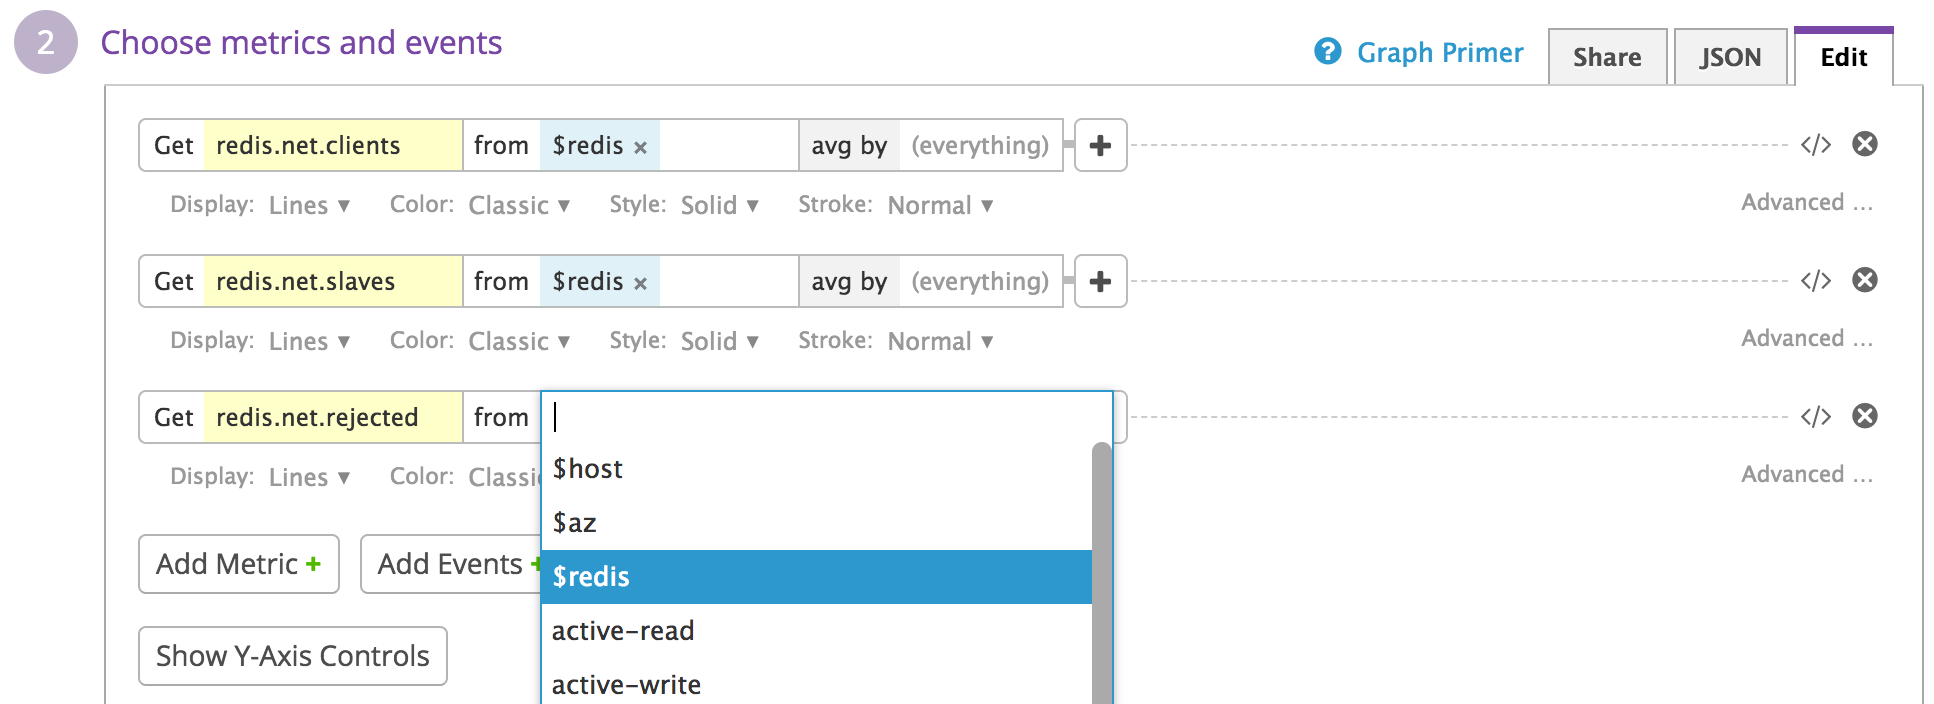 2 Choose metrics and events
? Graph Primer Share JSON Edit
Get redis.net.clients from $redis × avg by (everything) + </>
Display: Lines ▾ Color: Classic ▾ Style: Solid ▾ Stroke: Normal ▾ Advanced ...
Get redis.net.slaves from $redis × avg by (everything) + </>
Display: Lines ▾ Color: Classic ▾ Style: Solid ▾ Stroke: Normal ▾ Advanced ...
Get redis.net.rejected from </>
$host
Display: Lines ▾ Color: Classi Advanced ...
$az
Add Metric + Add Events +
$redis
active-read
Show Y-Axis Controls
active-write